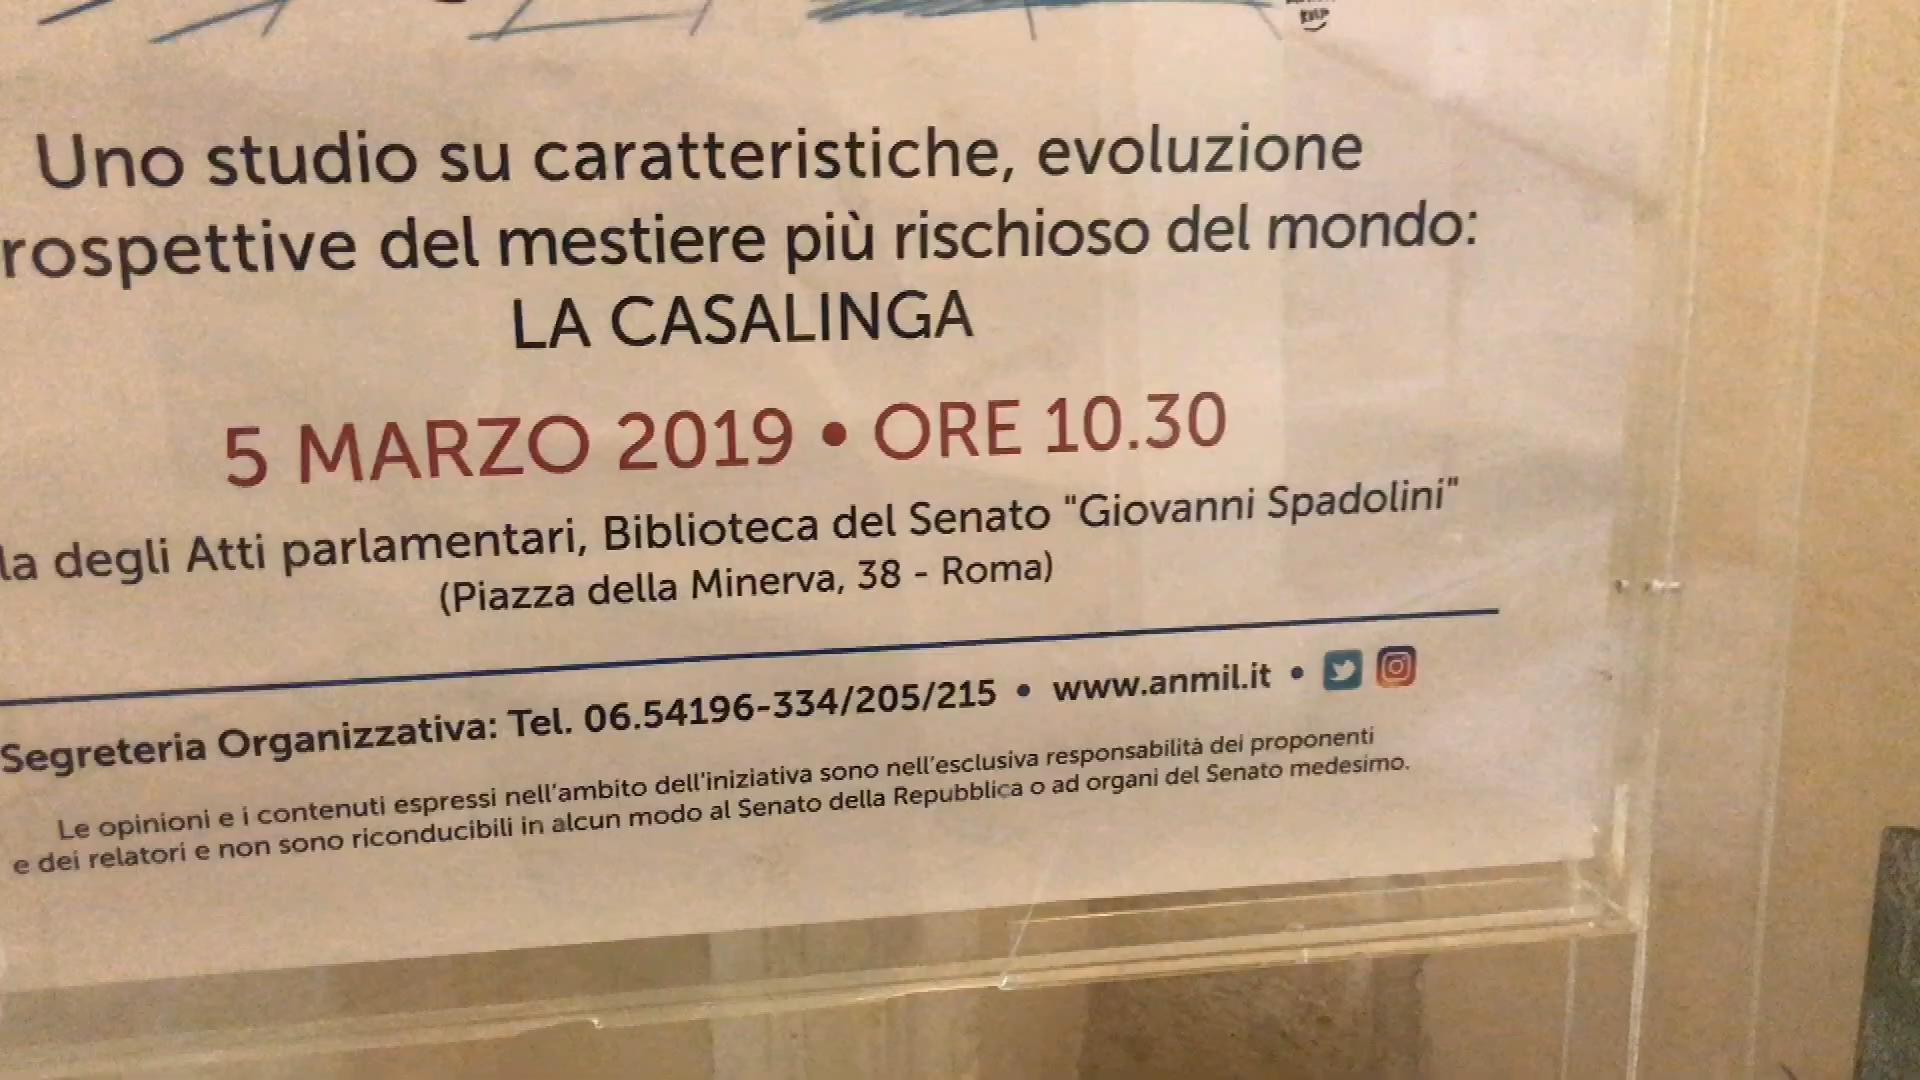 Uno studio su caratteristiche, evoluzione
rospettive del mestiere più rischioso del mondo:
LA CASALINGA
5 MARZO 2019 • ORE 10.30
la degli Atti parlamentari, Biblioteca del Senato "Giovanni Spadolini"
(Piazza della Minerva, 38 - Roma)
Segreteria Organizzativa: Tel. 06.54196-334/205/215 • www.anmil.it •
Le opinioni e i contenuti espressi nell'ambito dell'iniziativa sono nell'esclusiva responsabilità dei proponenti
e dei relatori e non sono riconducibili in alcun modo al Senato della Repubblica o ad organi del Senato medesimo.